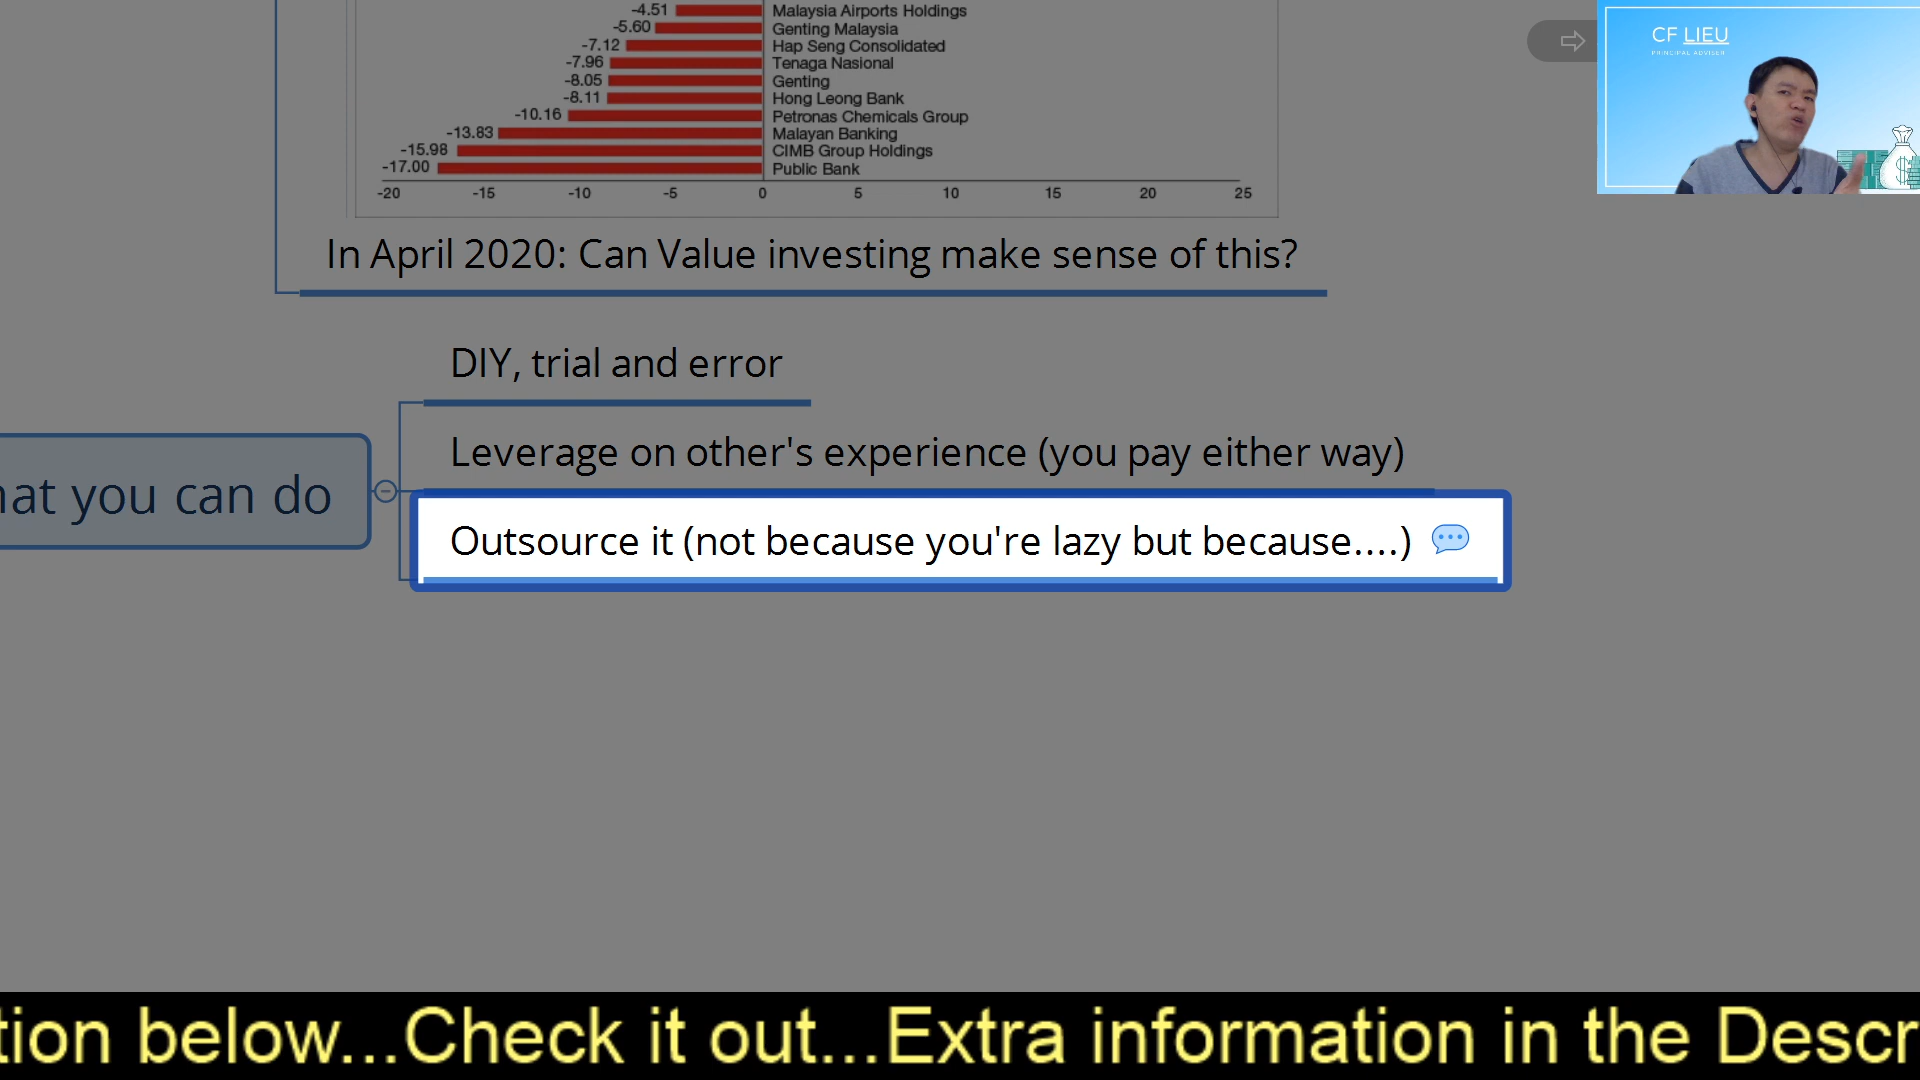 -4.51 Malaysia Airports Holdings
-5.60 Genting Malaysia
-7.12 Hap Seng Consolidated
-7.96 Tenaga Nasional
-8.05 Genting
-8.11 Hong Leong Bank
-10.16 Petronas Chemicals Group
-13.83 Malayan Banking
-15.98 CIMB Group Holdings
-17.00 Public Bank
-20 -15 -10 -5 0 5 10 15 20 25
CF LIEU
PRINCIPAL ADVISER
In April 2020: Can Value investing make sense of this?
DIY, trial and error
Leverage on other's experience (you pay either way)
hat you can do
Outsource it (not because you're lazy but because....)
tion below...Check it out...Extra information in the Descr